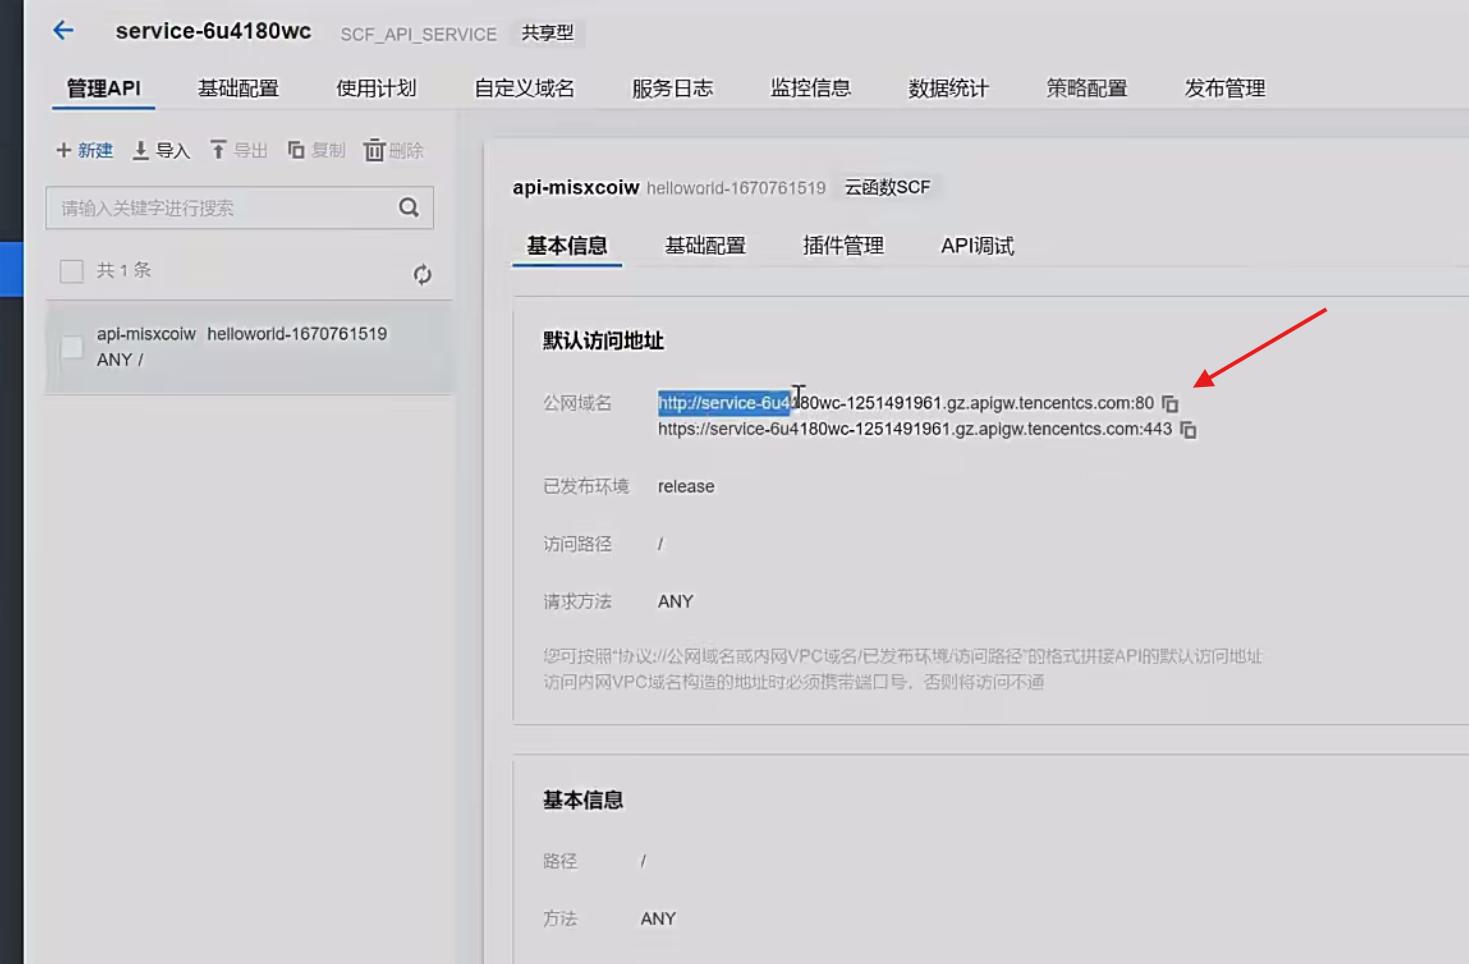 service-6u4180wc SCF_API_SERVICE 共享型
管理API 基础配置 使用计划 自定义域名 服务日志 监控信息 数据统计 策略配置 发布管理
新建 导入 导出 复制 删除
请输入关键字进行搜索
共 1 条
api-misxcoiw helloworld-1670761519
ANY /
api-misxcoiw helloworld-1670761519 云函数SCF
基本信息 基础配置 插件管理 API调试
默认访问地址
公网域名 http://service-6u4180wc-1251491961.gz.apigw.tencentcs.com:80
https://service-6u4180wc-1251491961.gz.apigw.tencentcs.com:443
已发布环境 release
访问路径 /
请求方法 ANY
您可按照“协议://公网域名或内网VPC域名/已发布环境/访问路径”的格式拼接API的默认访问地址
访问内网VPC域名构造的地址时必须携带端口号，否则将访问不通
基本信息
路径 /
方法 ANY